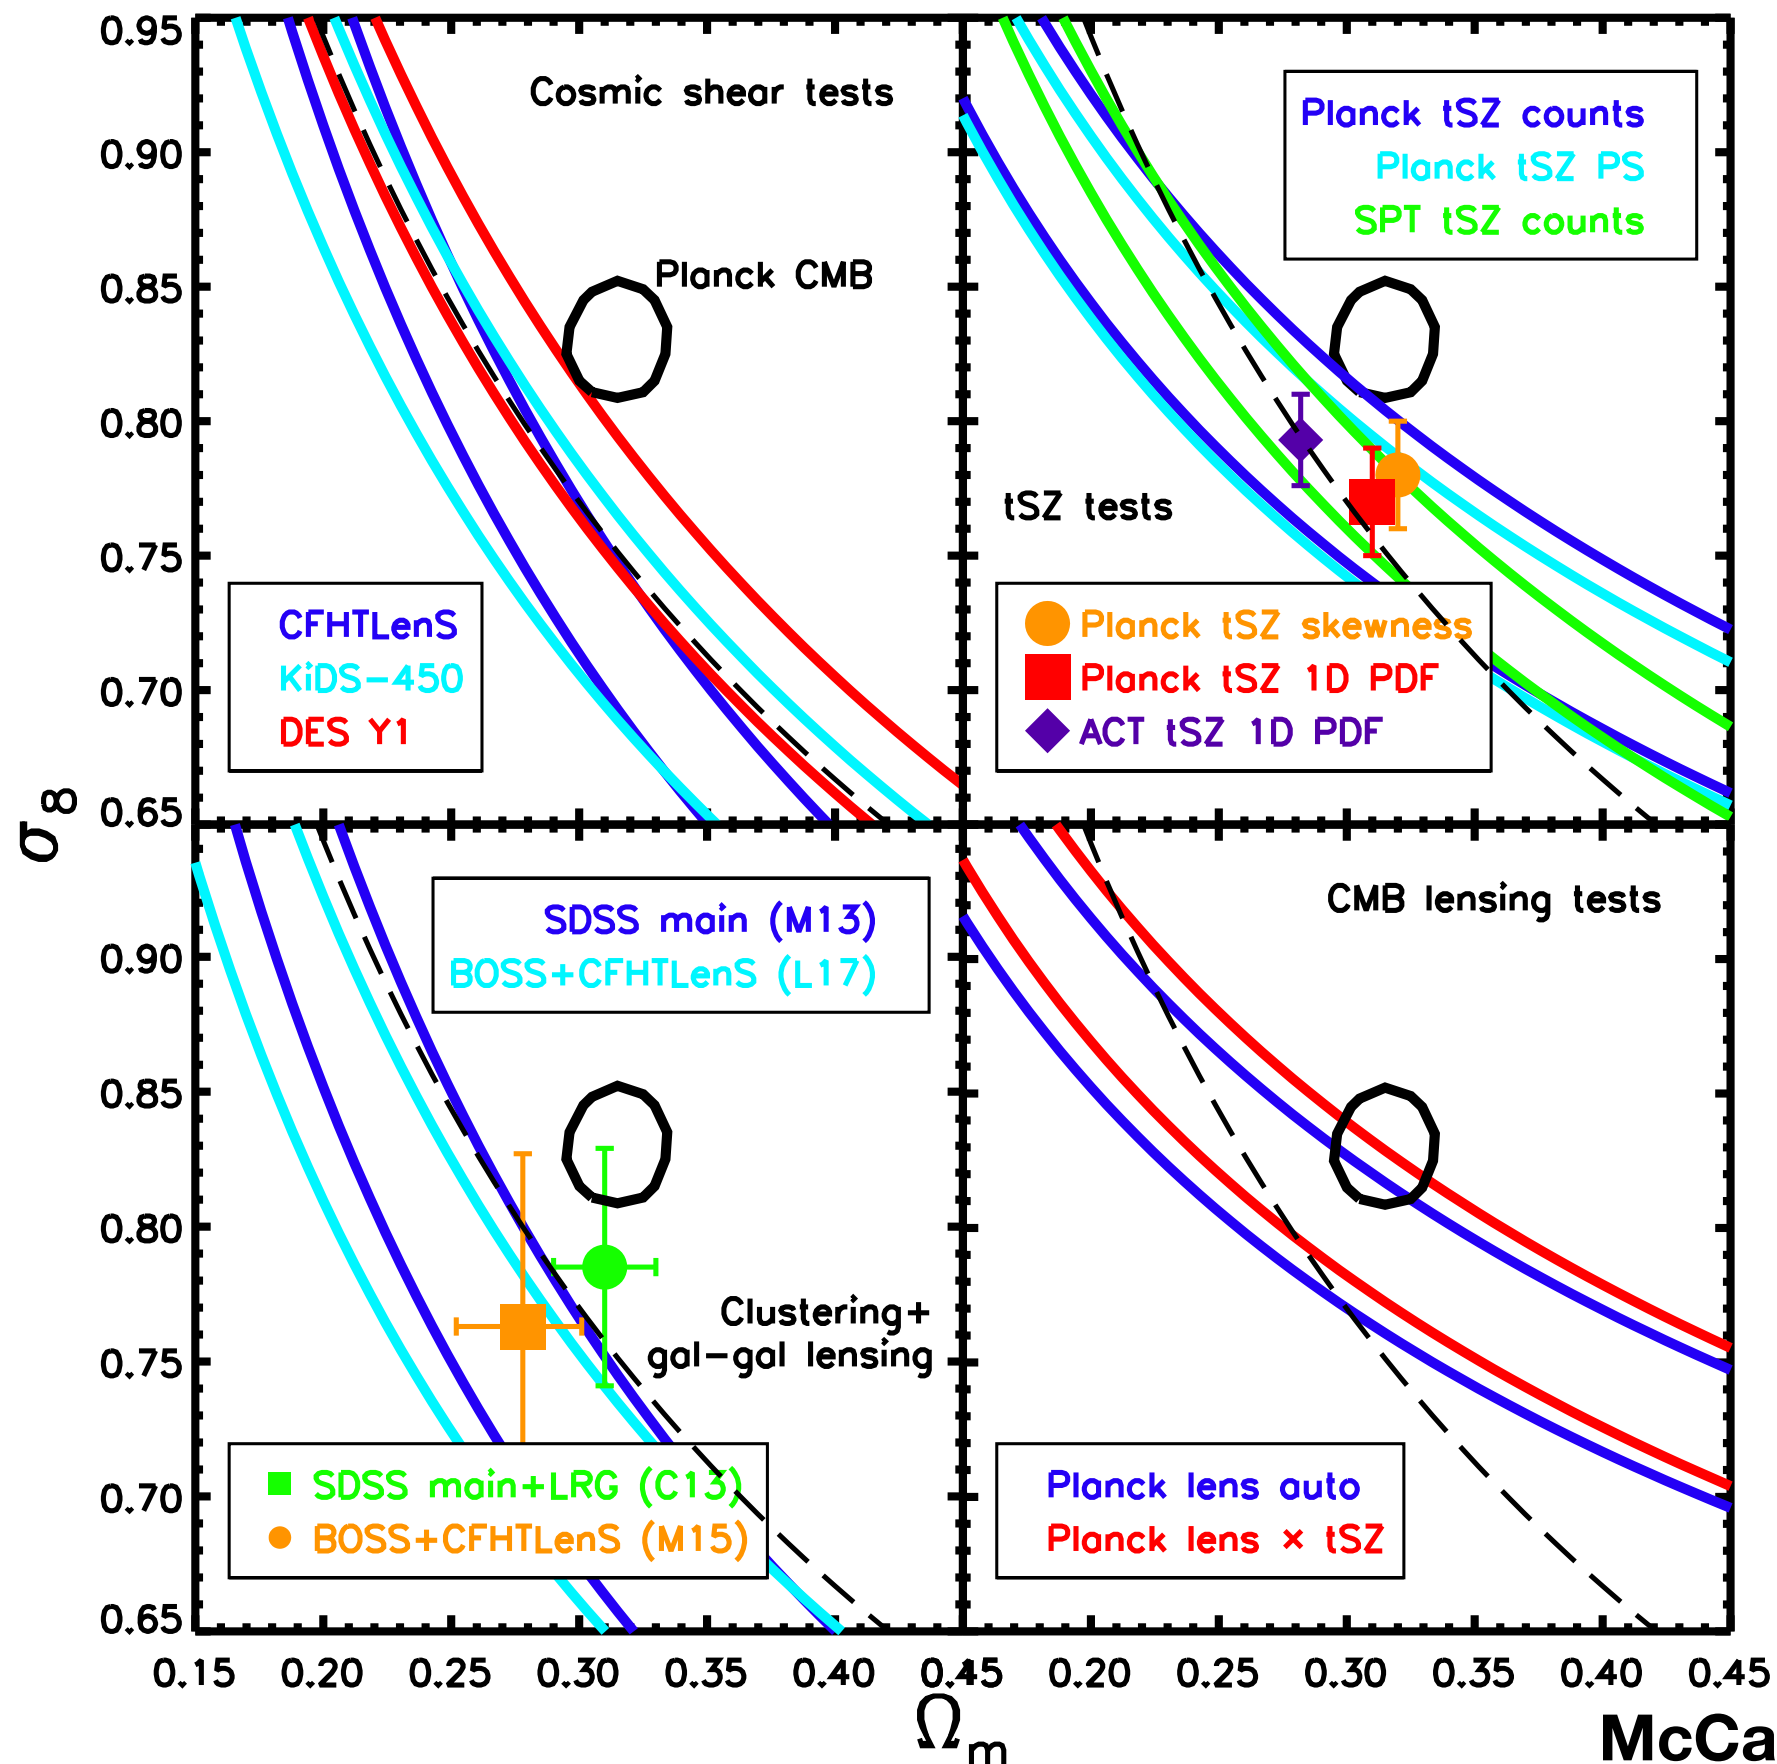 0.95
0.90
0.85
0.80
0.75
0.70
0.65
Cosmic shear tests
Planck CMB
CFHTLenS
KiDS-450
DES Y1
Planck tSZ counts
Planck tSZ PS
SPT tSZ counts
tSZ tests
Planck tSZ skewness
Planck tSZ 1D PDF
ACT tSZ 1D PDF
σ8
0.90
0.85
0.80
0.75
0.70
0.65
SDSS main (M13)
BOSS+CFHTLenS (L17)
Clustering+
gal-gal lensing
SDSS main+LRG (C13)
BOSS+CFHTLenS (M15)
CMB lensing tests
Planck lens auto
Planck lens × tSZ
0.15 0.20 0.25 0.30 0.35 0.40 0.45 0.20 0.25 0.30 0.35 0.40 0.45
Ωm
McCa